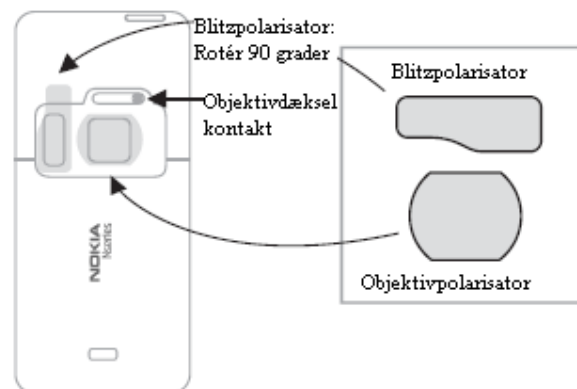 Blitzpolarisator:
Rotér 90 grader
Objektivdæksel
kontakt
NOKIA
Nseries
Blitzpolarisator
Objektivpolarisator